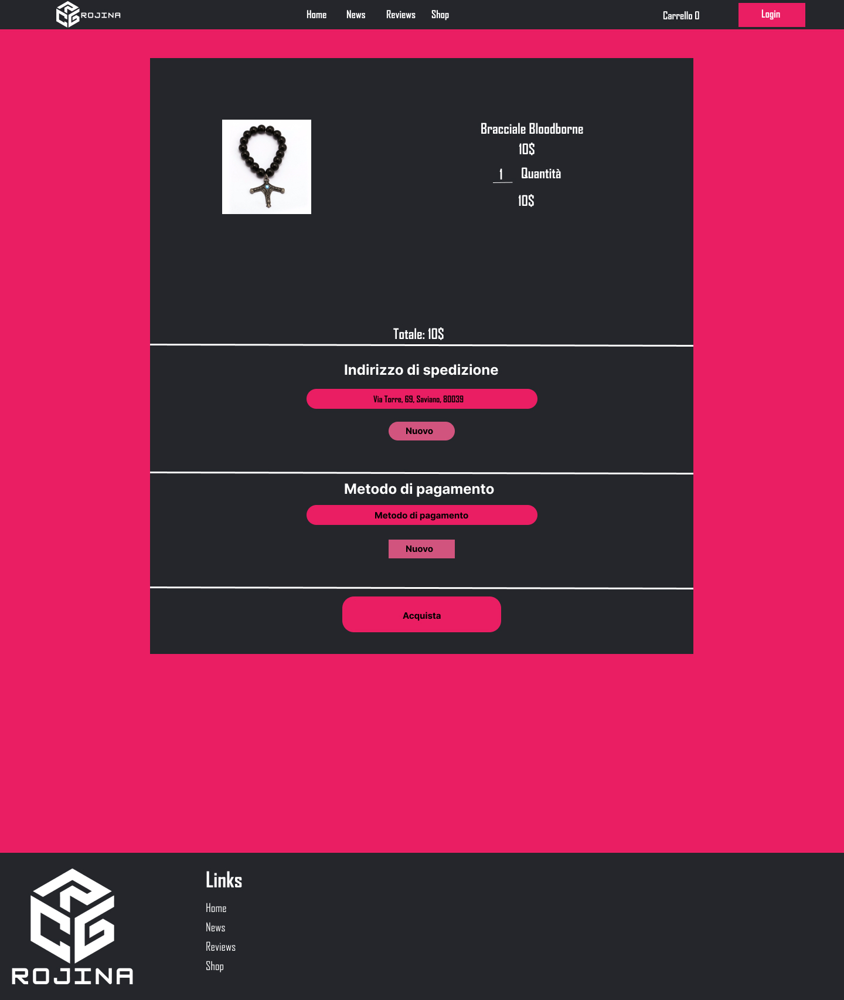 ROJINA
Home News Reviews Shop
Carrello 0
Login
Bracciale Bloodborne
10$
1 Quantità
10$
Totale: 10$
Indirizzo di spedizione
Via Torre, 69, Saviano, 80039
Nuovo
Metodo di pagamento
Metodo di pagamento
Nuovo
Acquista
Links
Home
News
Reviews
Shop
ROJINA